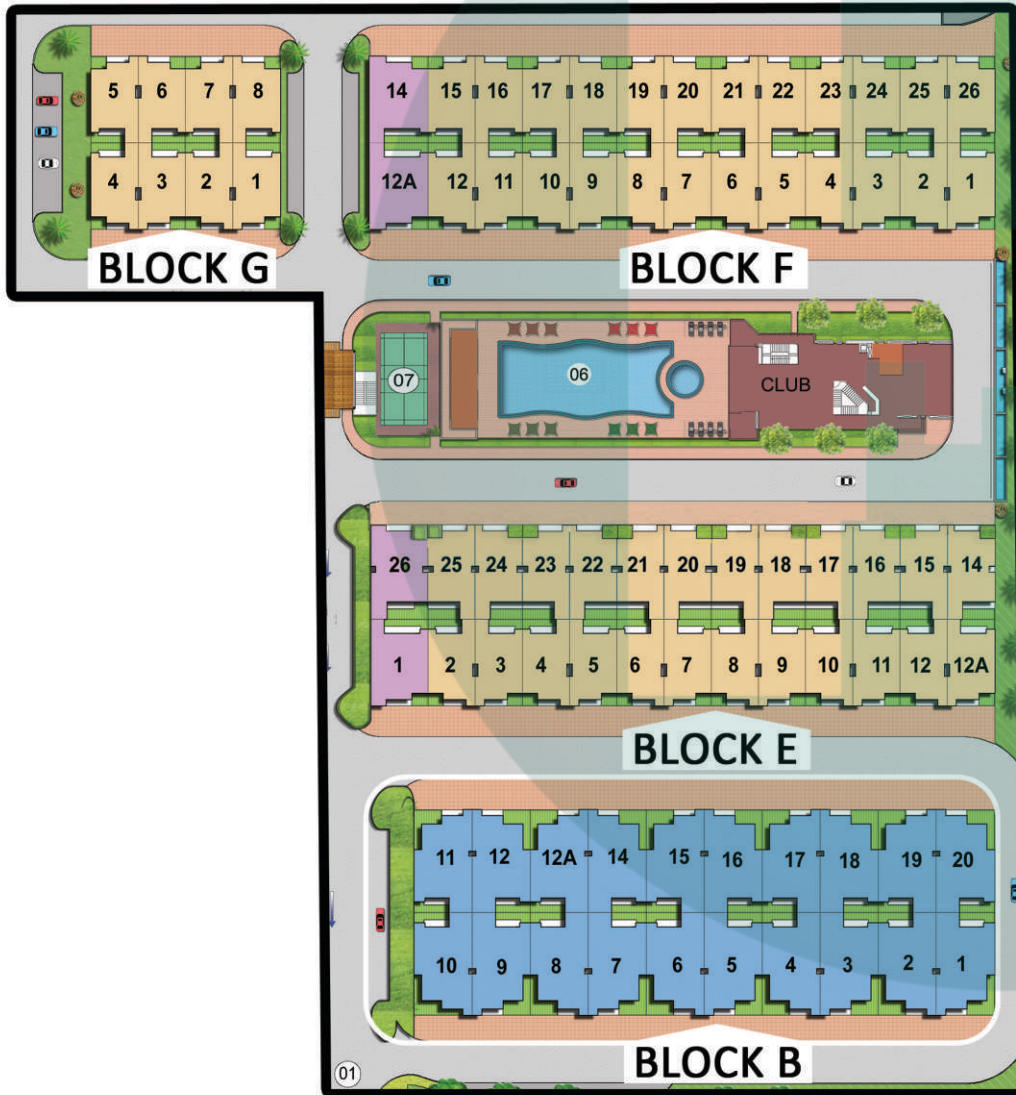 5 6 7 8
4 3 2 1
BLOCK G
14 15 16 17 18 19 20 21 22 23 24 25 26
12A 12 11 10 9 8 7 6 5 4 3 2 1
BLOCK F
07
06
CLUB
26 25 24 23 22 21 20 19 18 17 16 15 14
1 2 3 4 5 6 7 8 9 10 11 12 12A
BLOCK E
11 12 12A 14 15 16 17 18 19 20
10 9 8 7 6 5 4 3 2 1
BLOCK B
01